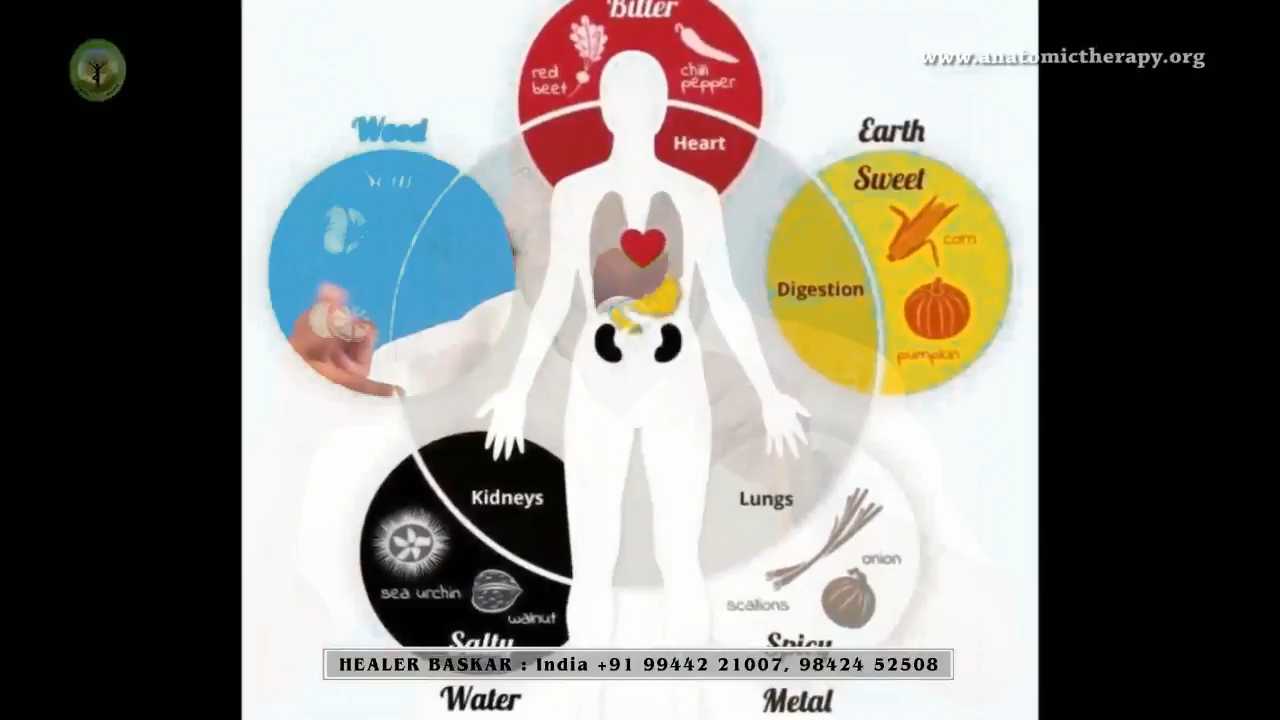 Bitter
www.anatomictherapy.org
red
beet
chili
pepper
Heart
Wood
Earth
Sweet
corn
Digestion
pumpkin
Kidneys
Lungs
sea urchin
walnut
onion
scallions
Salty
Spicy
HEALER BASKAR : India +91 99442 21007, 98424 52508
Water
Metal